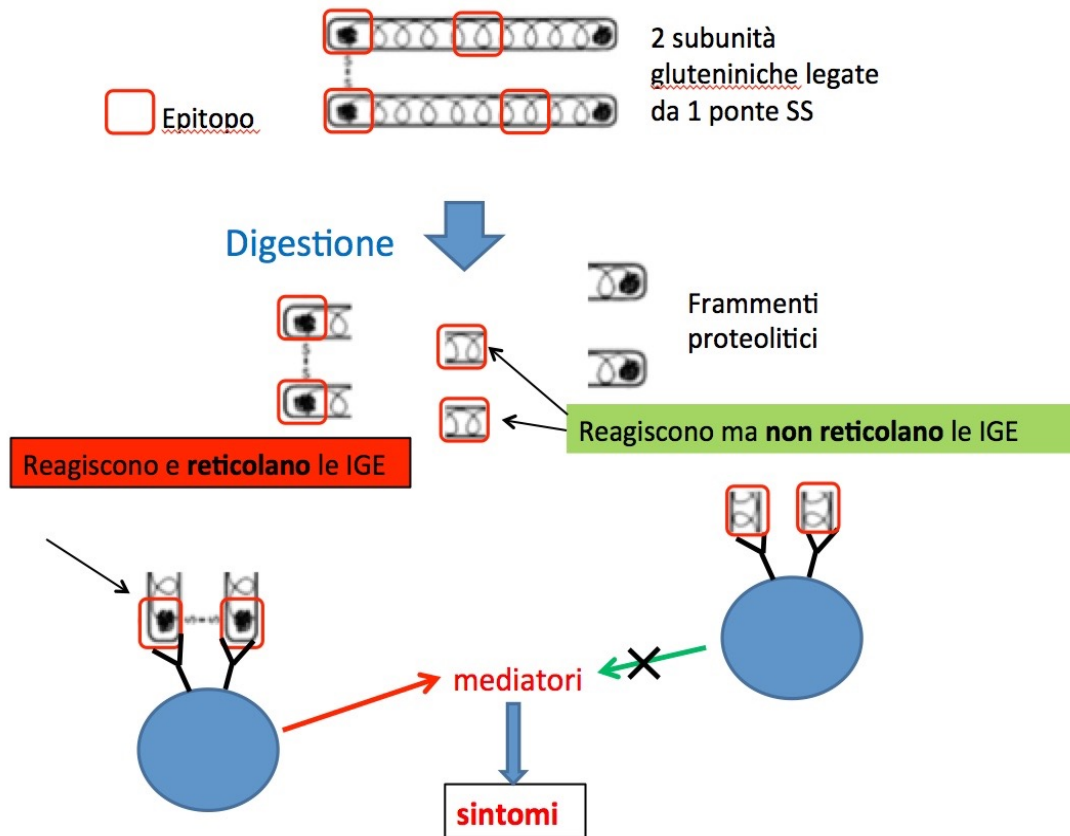 2 subunità
gluteniniche legate
da 1 ponte SS
Epitopo
S-S
Digestione
Frammenti
proteolitici
S-S
Reagiscono ma non reticolano le IGE
Reagiscono e reticolano le IGE
S-S
mediatori
sintomi